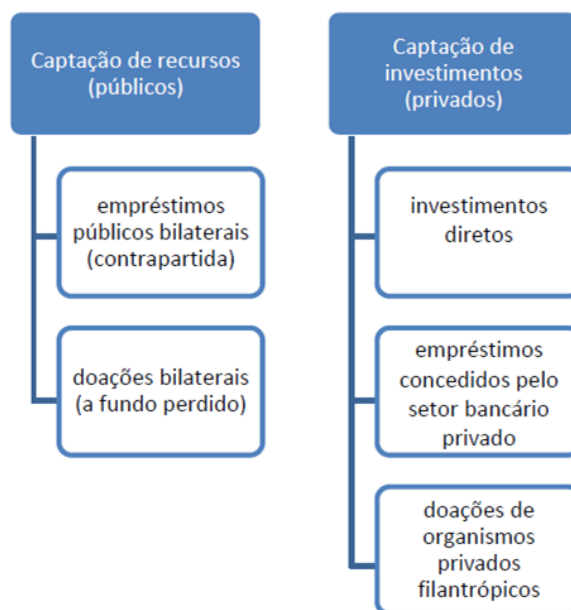 Captação de recursos
(públicos)
empréstimos
públicos bilaterais
(contrapartida)
doações bilaterais
(a fundo perdido)
Captação de
investimentos
(privados)
investimentos
diretos
empréstimos
concedidos pelo
setor bancário
privado
doações de
organismos
privados
filantrópicos